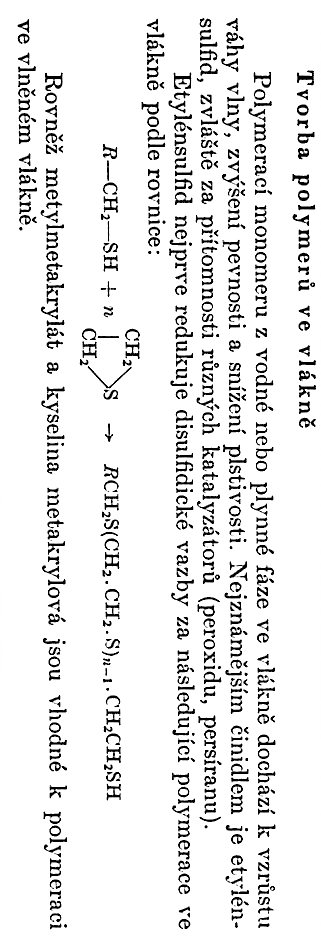 Tvorba polymerů ve vlákně
Polymerací monomeru z vodné nebo plynné fáze ve vlákně dochází k vzrůstu
váhy vlny, zvýšení pevnosti a snížení plstivosti. Nejznámějším činidlem je etylén-
sulfid, zvláště za přítomnosti různých katalyzátorů (peroxidu, persíranu).
Etylénsulfid nejprve redukuje disulfidické vazby za následující polymerace ve
vlákně podle rovnice:
CH₂
R—CH₂—SH + n | S → RCH₂S(CH₂.CH₂.S)ₙ₋₁.CH₂CH₂SH
CH₂
Rovněž metylmetakrylát a kyselina metakrylová jsou vhodné k polymeraci
ve vlněném vlákně.